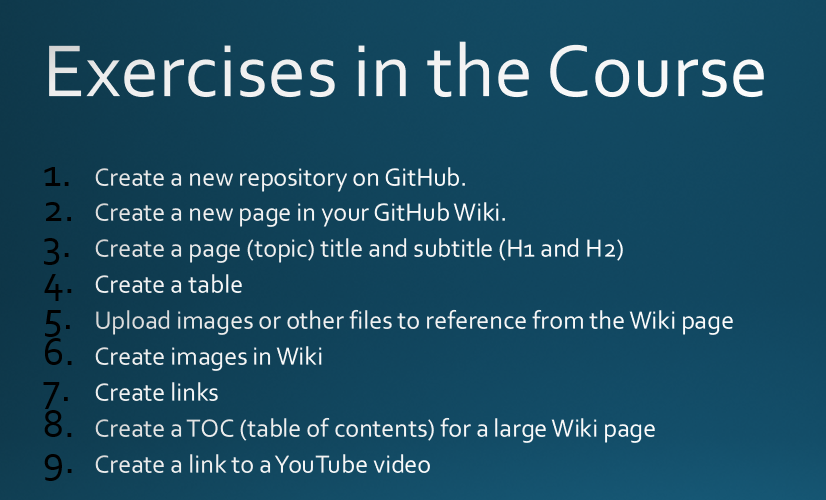 Exercises in the Course
1. Create a new repository on GitHub.
2. Create a new page in your GitHub Wiki.
3. Create a page (topic) title and subtitle (H1 and H2)
4. Create a table
5. Upload images or other files to reference from the Wiki page
6. Create images in Wiki
7. Create links
8. Create a TOC (table of contents) for a large Wiki page
9. Create a link to a YouTube video